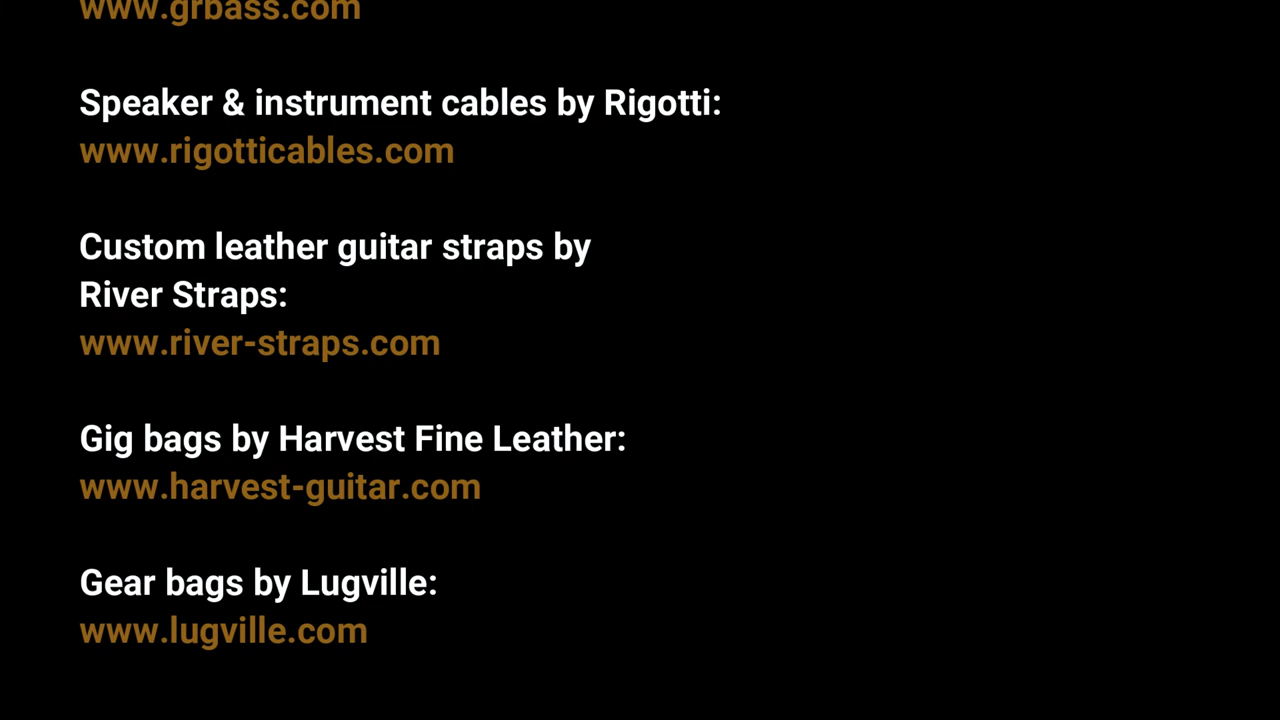 www.grbass.com
Speaker & instrument cables by Rigotti:
www.rigotticables.com
Custom leather guitar straps by
River Straps:
www.river-straps.com
Gig bags by Harvest Fine Leather:
www.harvest-guitar.com
Gear bags by Lugville:
www.lugville.com